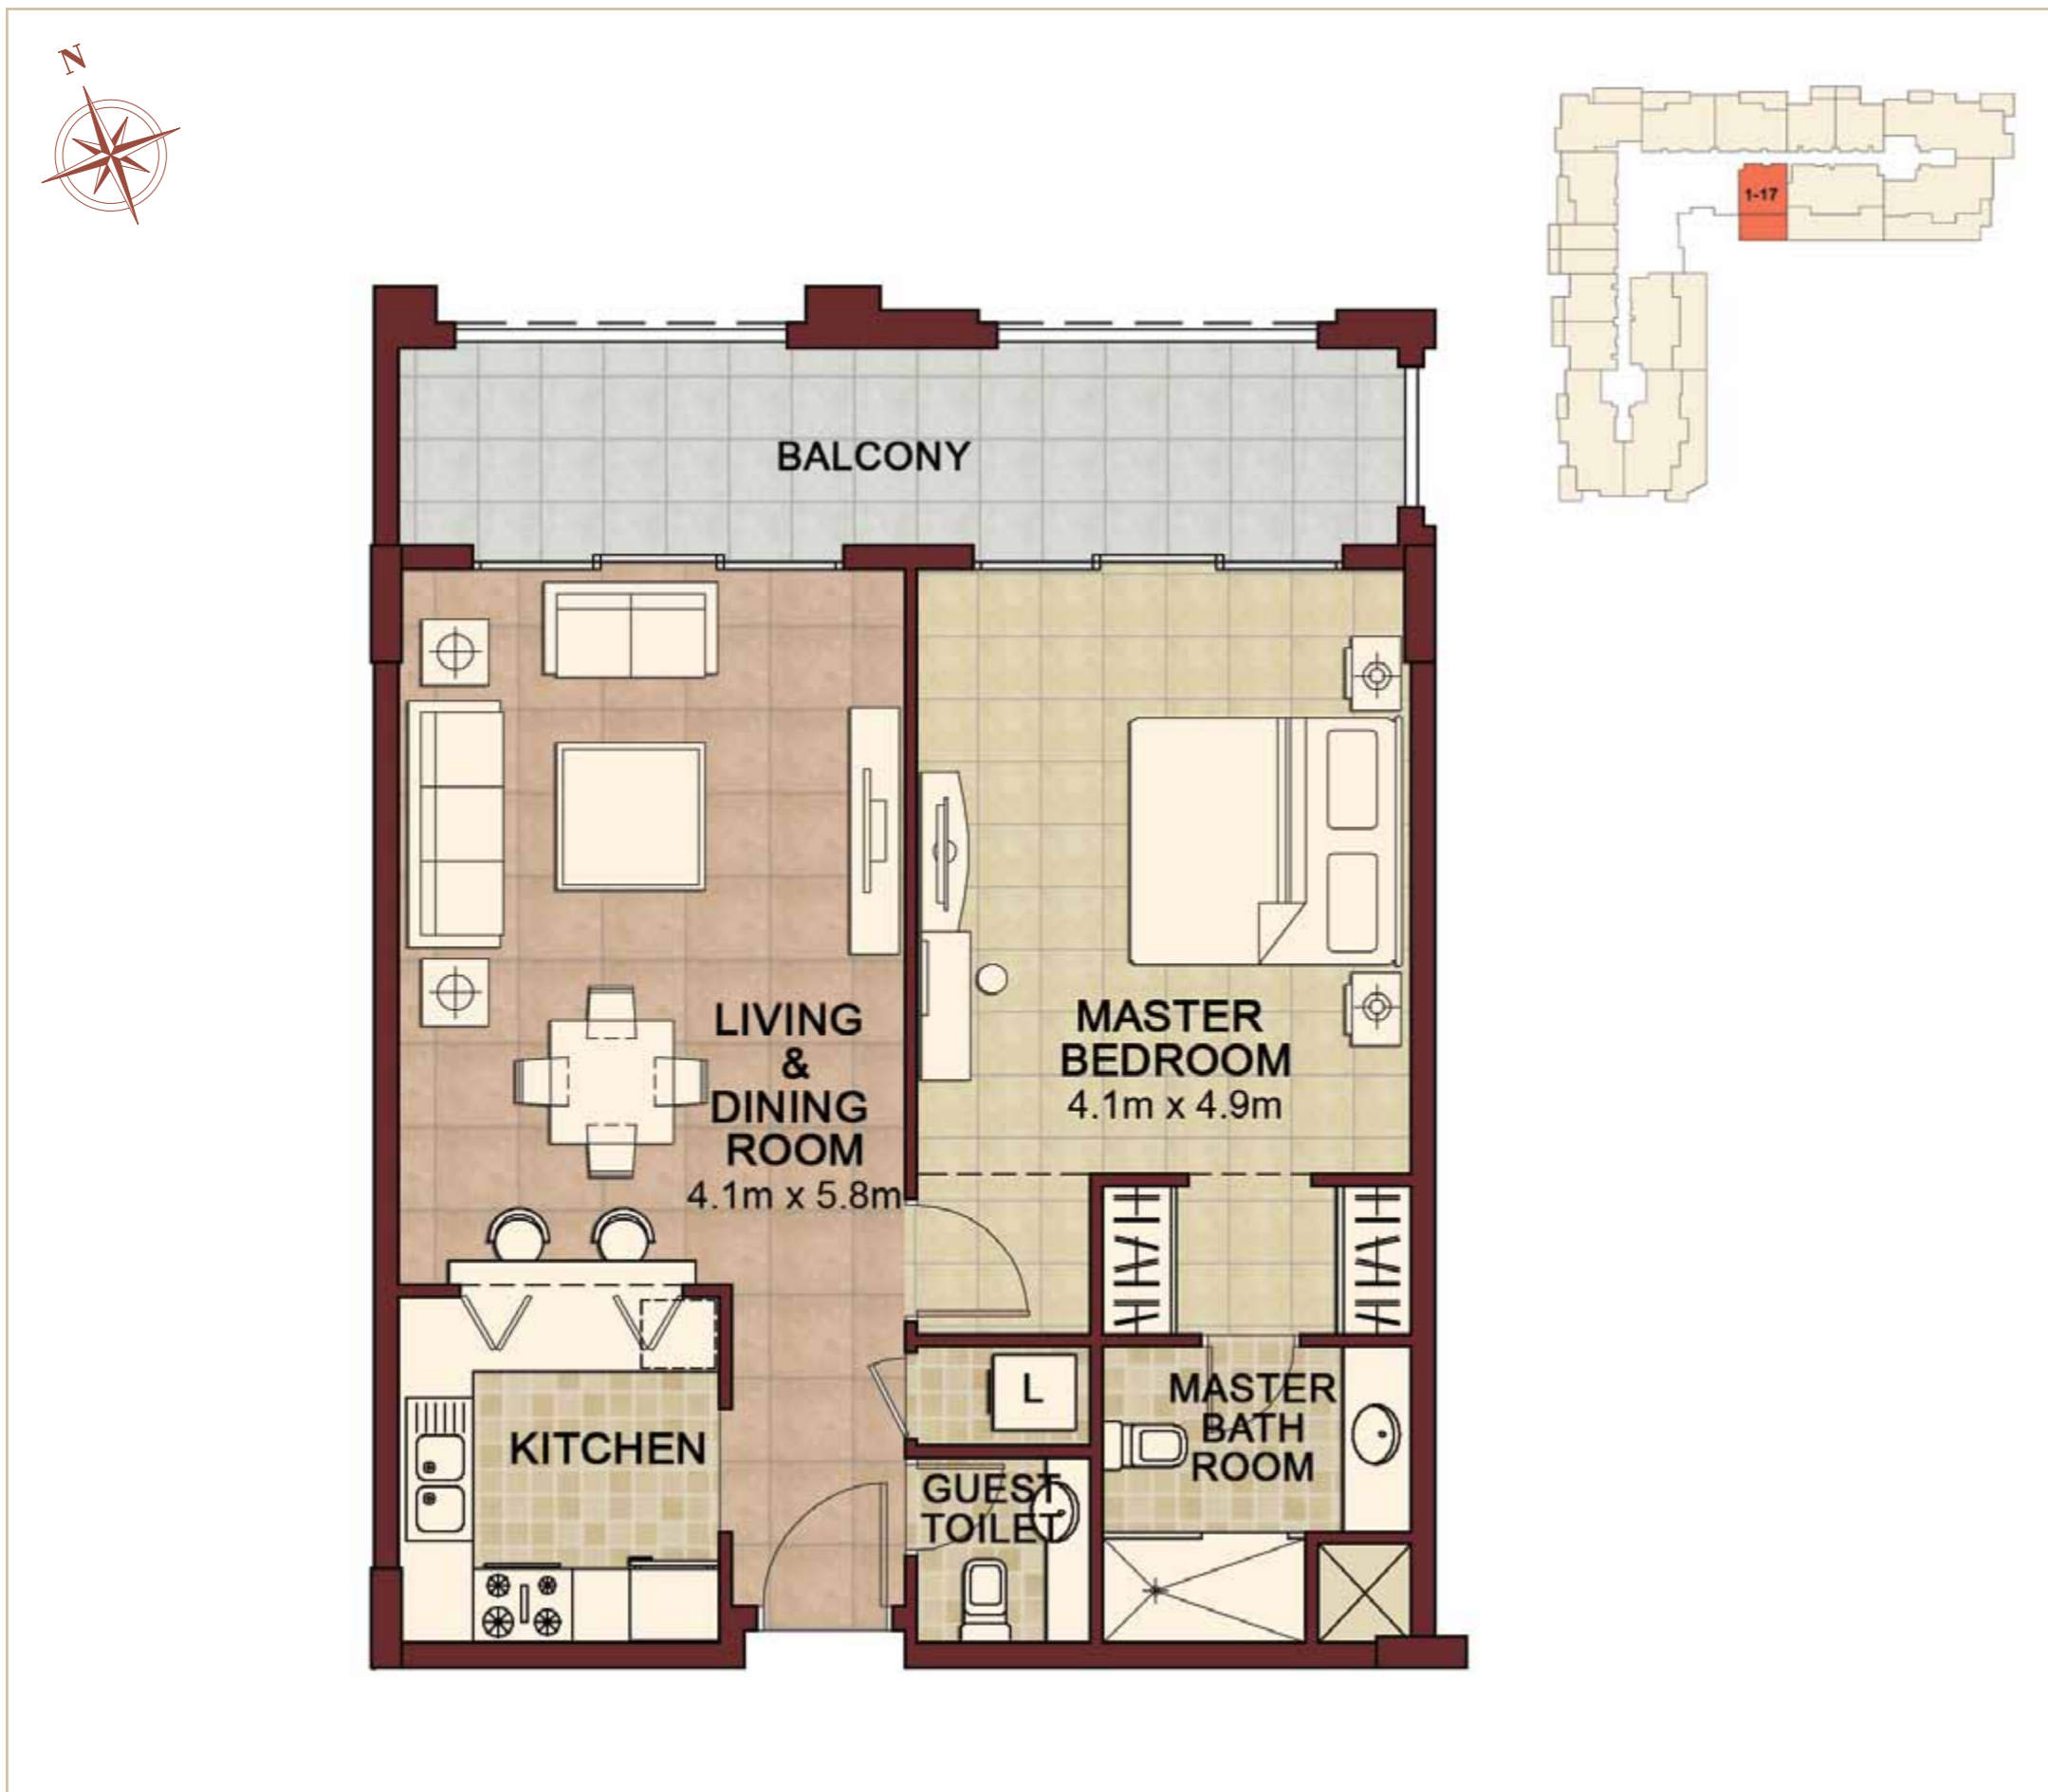 N
1-17
BALCONY
LIVING
&
DINING
ROOM
4.1m x 5.8m
MASTER
BEDROOM
4.1m x 4.9m
KITCHEN
L
GUEST
TOILET
MASTER
BATH
ROOM